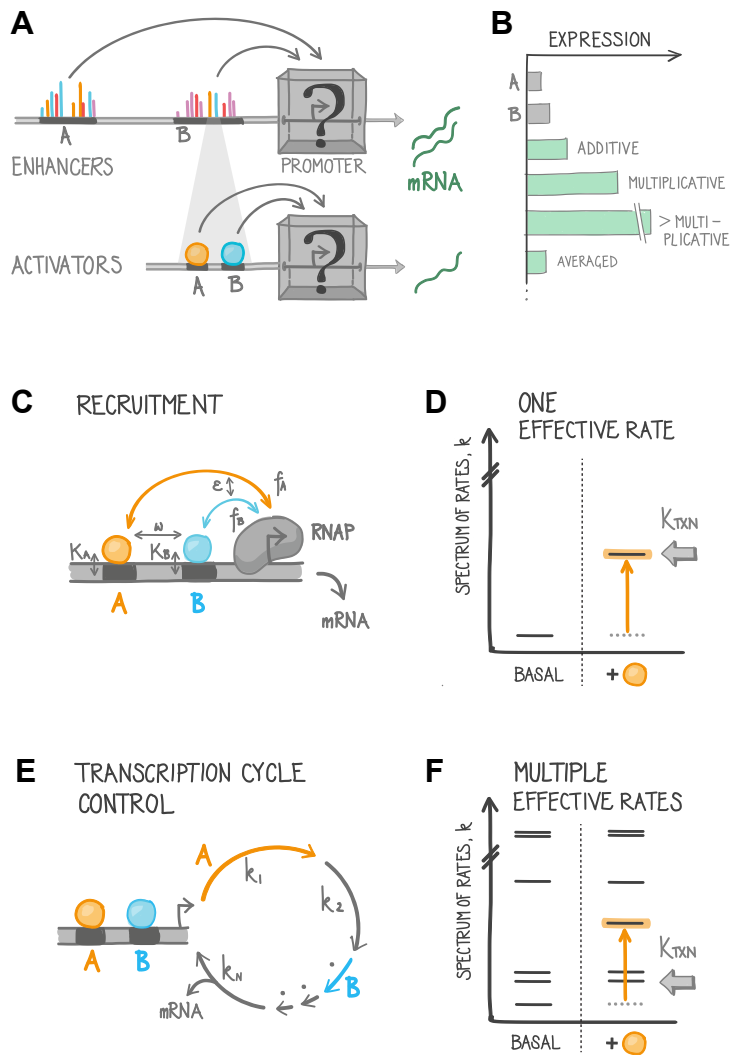 A
A
B
ENHANCERS
?
PROMOTER
mRNA
ACTIVATORS
A
B
?
B
EXPRESSION
A
B
ADDITIVE
MULTIPLICATIVE
> MULTI-
PLICATIVE
AVERAGED
C
RECRUITMENT
ε
fA
fB
ω
KA
KB
RNAP
A
B
mRNA
D
ONE
EFFECTIVE RATE
SPECTRUM OF RATES, k
KTXN
BASAL
+
E
TRANSCRIPTION CYCLE
CONTROL
A
k1
k2
B
kN
mRNA
A
B
F
MULTIPLE
EFFECTIVE RATES
SPECTRUM OF RATES, k
KTXN
BASAL
+